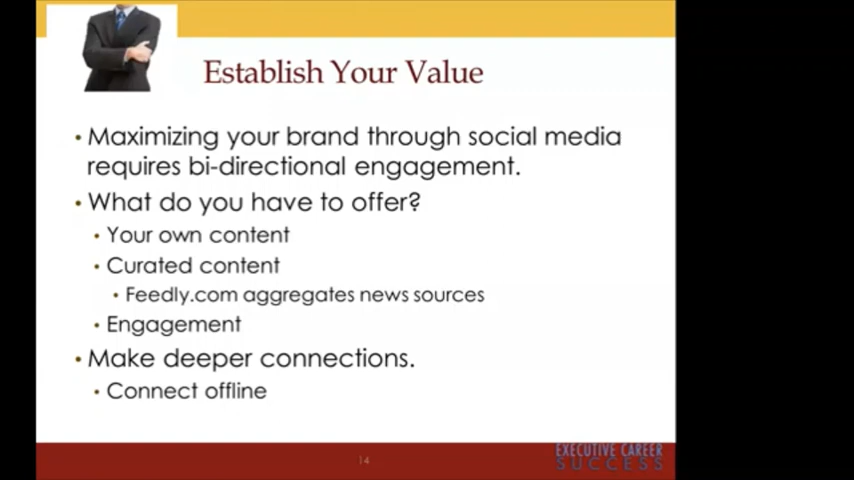 Establish Your Value
• Maximizing your brand through social media
requires bi-directional engagement.
• What do you have to offer?
• Your own content
• Curated content
• Feedly.com aggregates news sources
• Engagement
• Make deeper connections.
• Connect offline
14
EXECUTIVE CAREER
SUCCESS